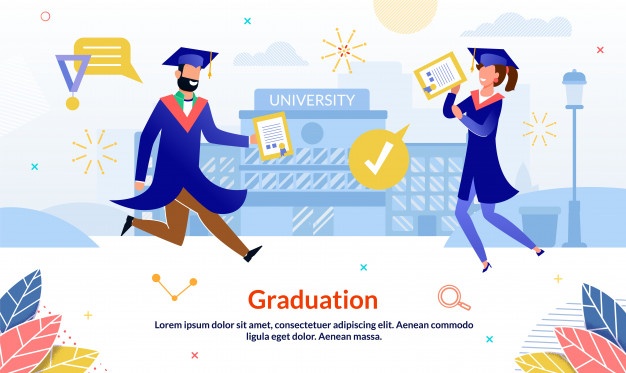 UNIVERSITY
Graduation
Lorem ipsum dolor sit amet, consectetuer adipiscing elit. Aenean commodo
ligula eget dolor. Aenean massa.